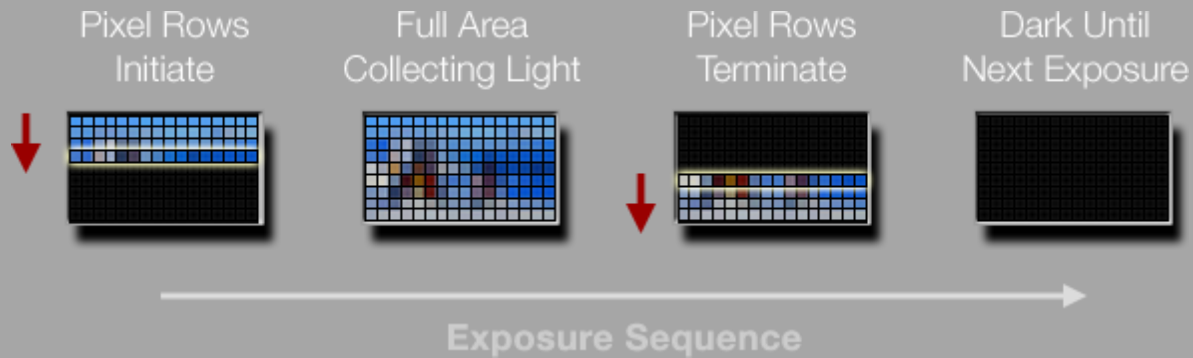 Pixel Rows
Initiate
Full Area
Collecting Light
Pixel Rows
Terminate
Dark Until
Next Exposure
Exposure Sequence